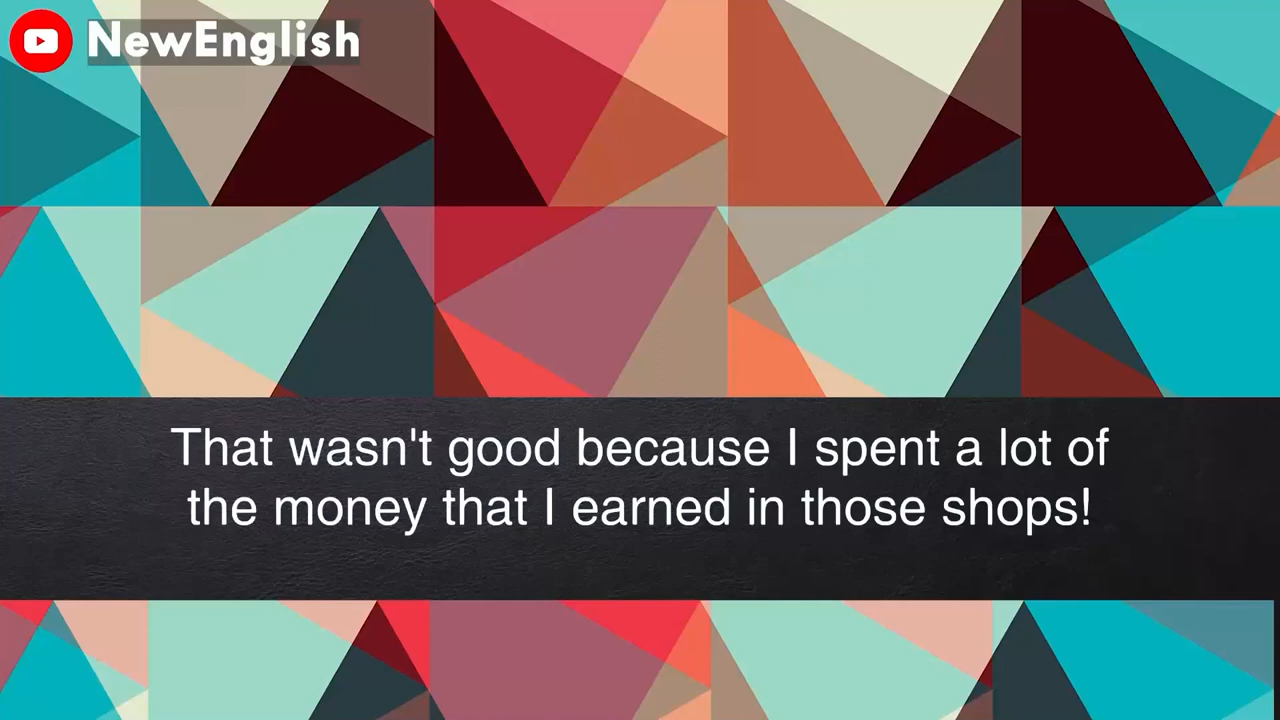 NewEnglish
That wasn't good because I spent a lot of
the money that I earned in those shops!